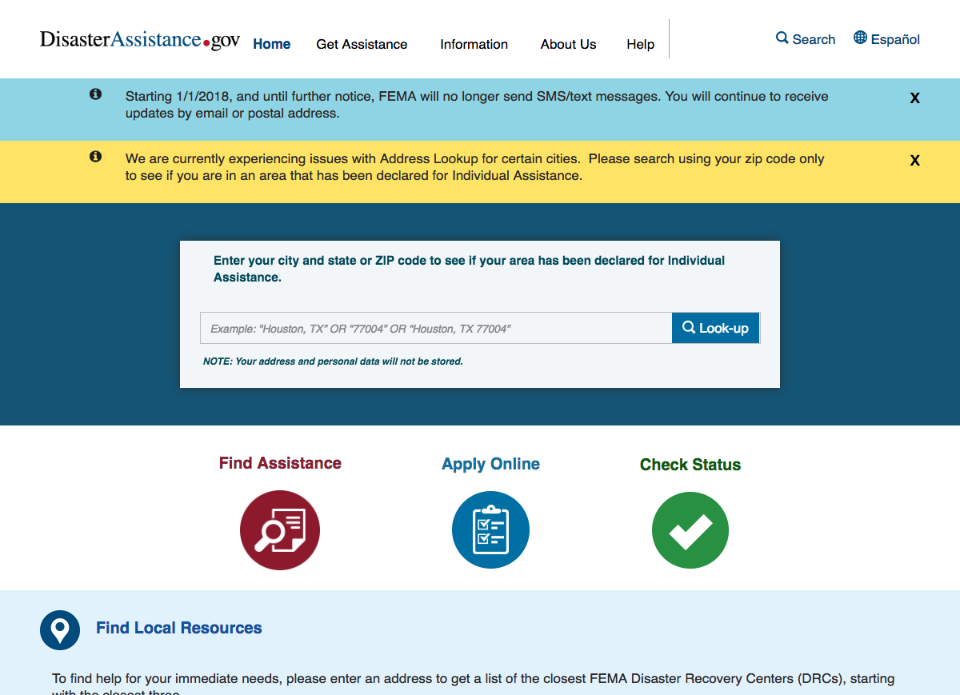 DisasterAssistance.gov
Home
Get Assistance
Information
About Us
Help
Search
Español
Starting 1/1/2018, and until further notice, FEMA will no longer send SMS/text messages. You will continue to receive
updates by email or postal address.
X
We are currently experiencing issues with Address Lookup for certain cities.  Please search using your zip code only
to see if you are in an area that has been declared for Individual Assistance.
X
Enter your city and state or ZIP code to see if your area has been declared for Individual
Assistance.
Example: "Houston, TX" OR "77004" OR "Houston, TX 77004"
Look-up
NOTE: Your address and personal data will not be stored.
Find Assistance
Apply Online
Check Status
Find Local Resources
To find help for your immediate needs, please enter an address to get a list of the closest FEMA Disaster Recovery Centers (DRCs), starting
with the closest three